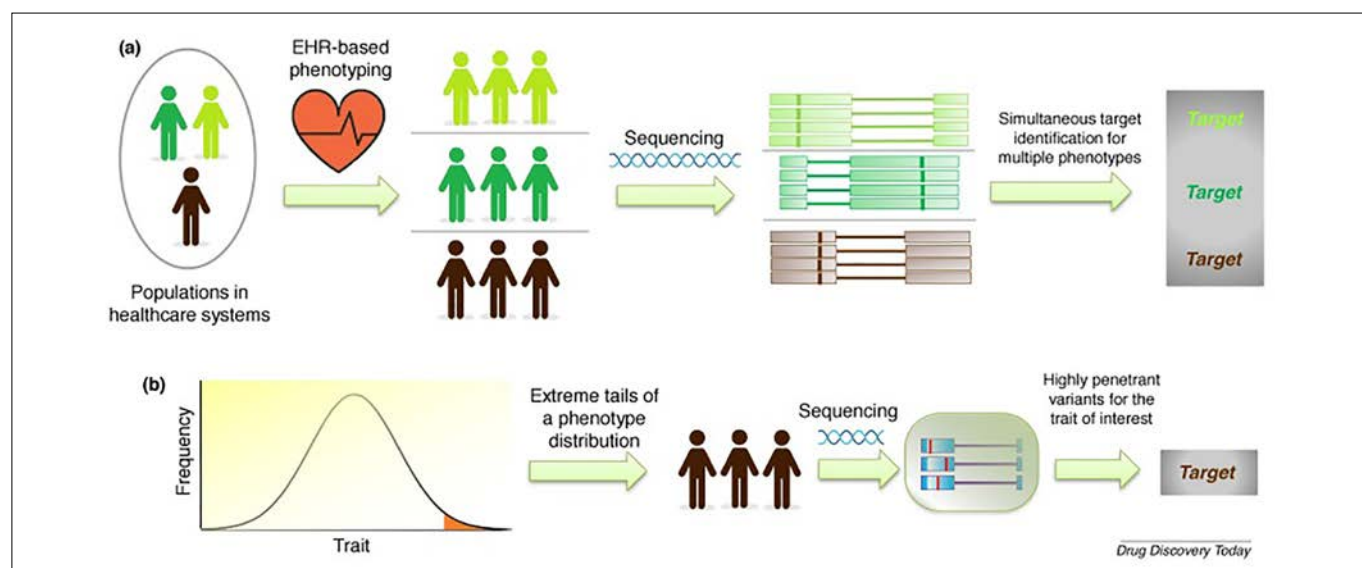 (a)
EHR-based
phenotyping
Populations in
healthcare systems
Sequencing
Simultaneous target
identification for
multiple phenotypes
Target
Target
Target
(b)
Frequency
Trait
Extreme tails of
a phenotype
distribution
Sequencing
Highly penetrant
variants for the
trait of interest
Target
Drug Discovery Today